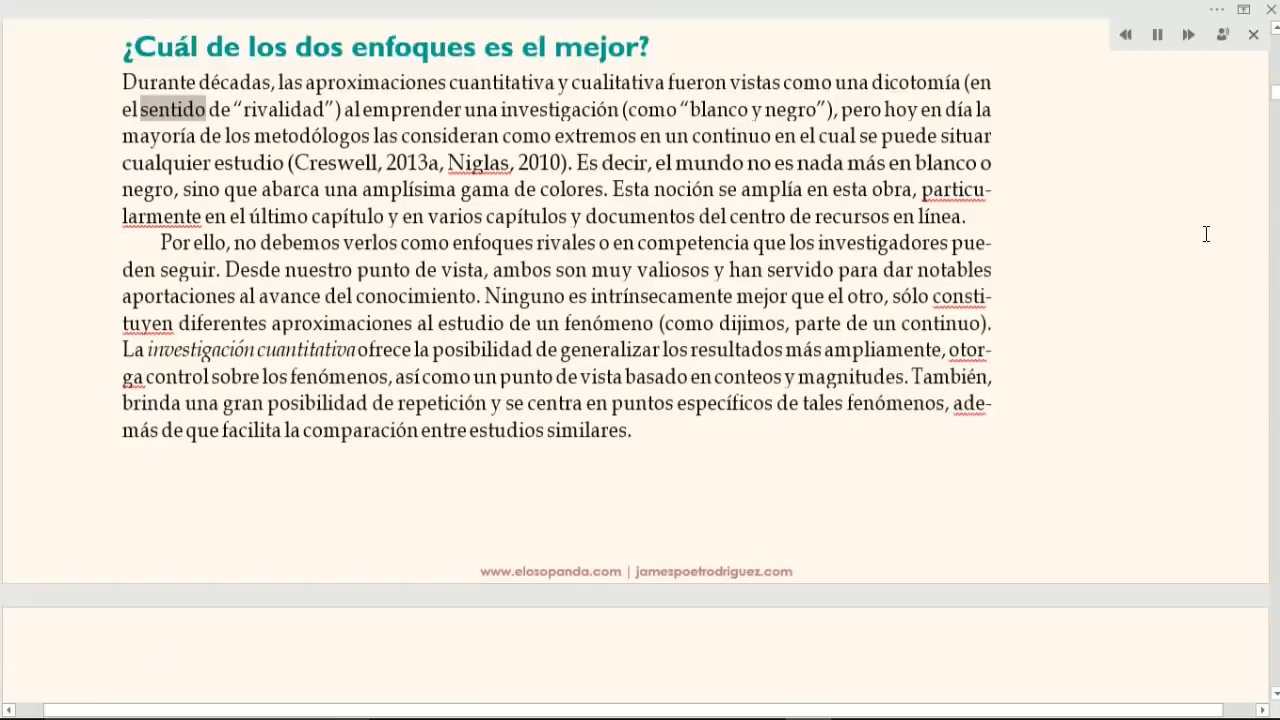 ¿Cuál de los dos enfoques es el mejor?
Durante décadas, las aproximaciones cuantitativa y cualitativa fueron vistas como una dicotomía (en
el sentido de “rivalidad”) al emprender una investigación (como “blanco y negro”), pero hoy en día la
mayoría de los metodólogos las consideran como extremos en un continuo en el cual se puede situar
cualquier estudio (Creswell, 2013a, Niglas, 2010). Es decir, el mundo no es nada más en blanco o
negro, sino que abarca una amplísima gama de colores. Esta noción se amplía en esta obra, particu-
larmente en el último capítulo y en varios capítulos y documentos del centro de recursos en línea.
Por ello, no debemos verlos como enfoques rivales o en competencia que los investigadores pue-
den seguir. Desde nuestro punto de vista, ambos son muy valiosos y han servido para dar notables
aportaciones al avance del conocimiento. Ninguno es intrínsecamente mejor que el otro, sólo consti-
tuyen diferentes aproximaciones al estudio de un fenómeno (como dijimos, parte de un continuo).
La investigación cuantitativa ofrece la posibilidad de generalizar los resultados más ampliamente, otor-
ga control sobre los fenómenos, así como un punto de vista basado en conteos y magnitudes. También,
brinda una gran posibilidad de repetición y se centra en puntos específicos de tales fenómenos, ade-
más de que facilita la comparación entre estudios similares.
www.elosopanda.com | jamespoetrodriguez.com